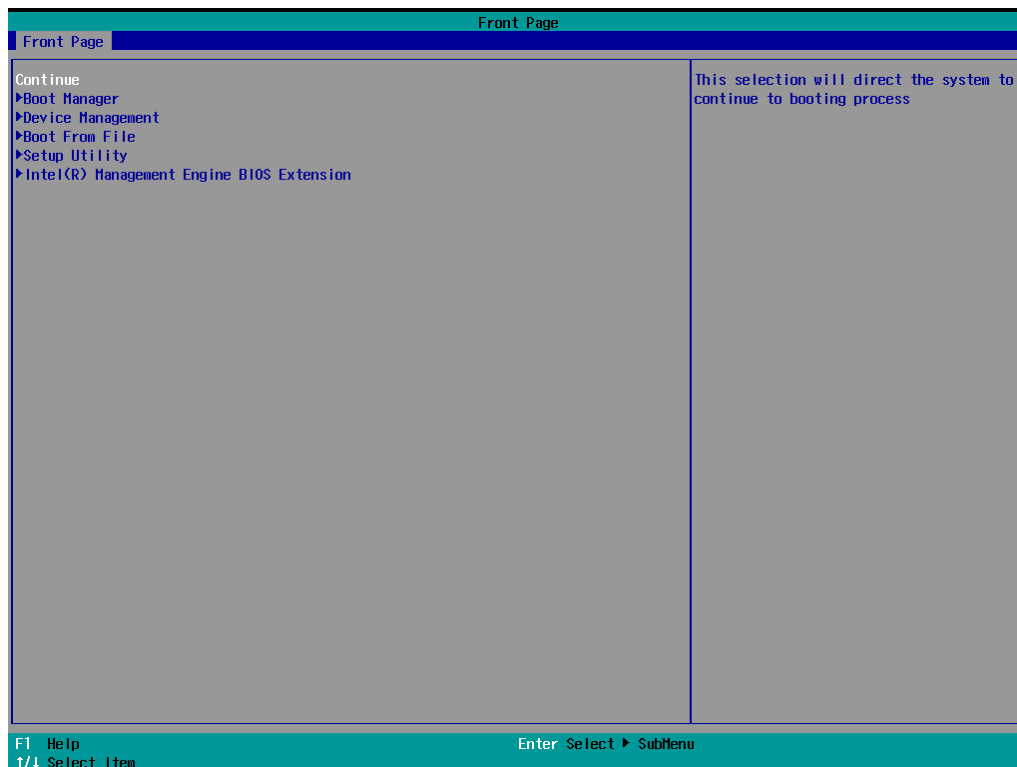 Front Page
Front Page
Continue
Boot Manager
Device Management
Boot From File
Setup Utility
Intel(R) Management Engine BIOS Extension
This selection will direct the system to
continue to booting process
F1 Help
Enter Select ▶ SubMenu
↑/↓ Select Item